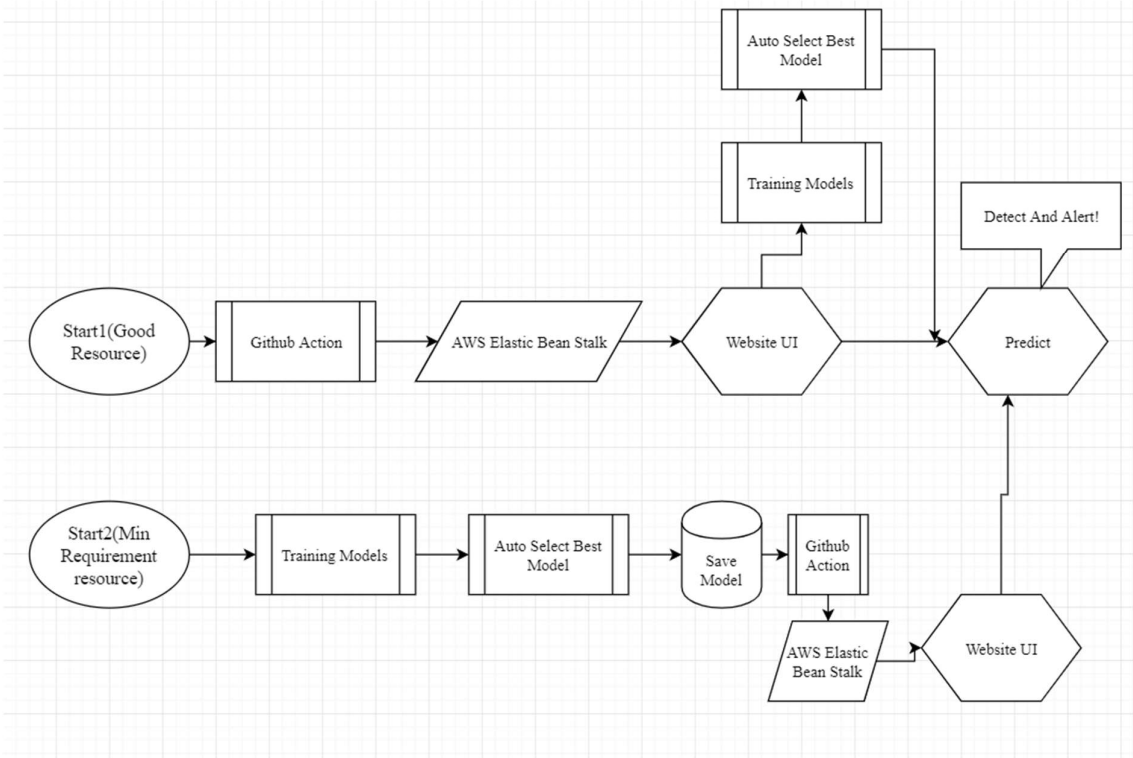 Auto Select Best
Model
Training Models
Detect And Alert!
Start1(Good
Resource)
Github Action
AWS Elastic Bean Stalk
Website UI
Predict
Start2(Min
Requirement
resource)
Training Models
Auto Select Best
Model
Save
Model
Github
Action
AWS Elastic
Bean Stalk
Website UI